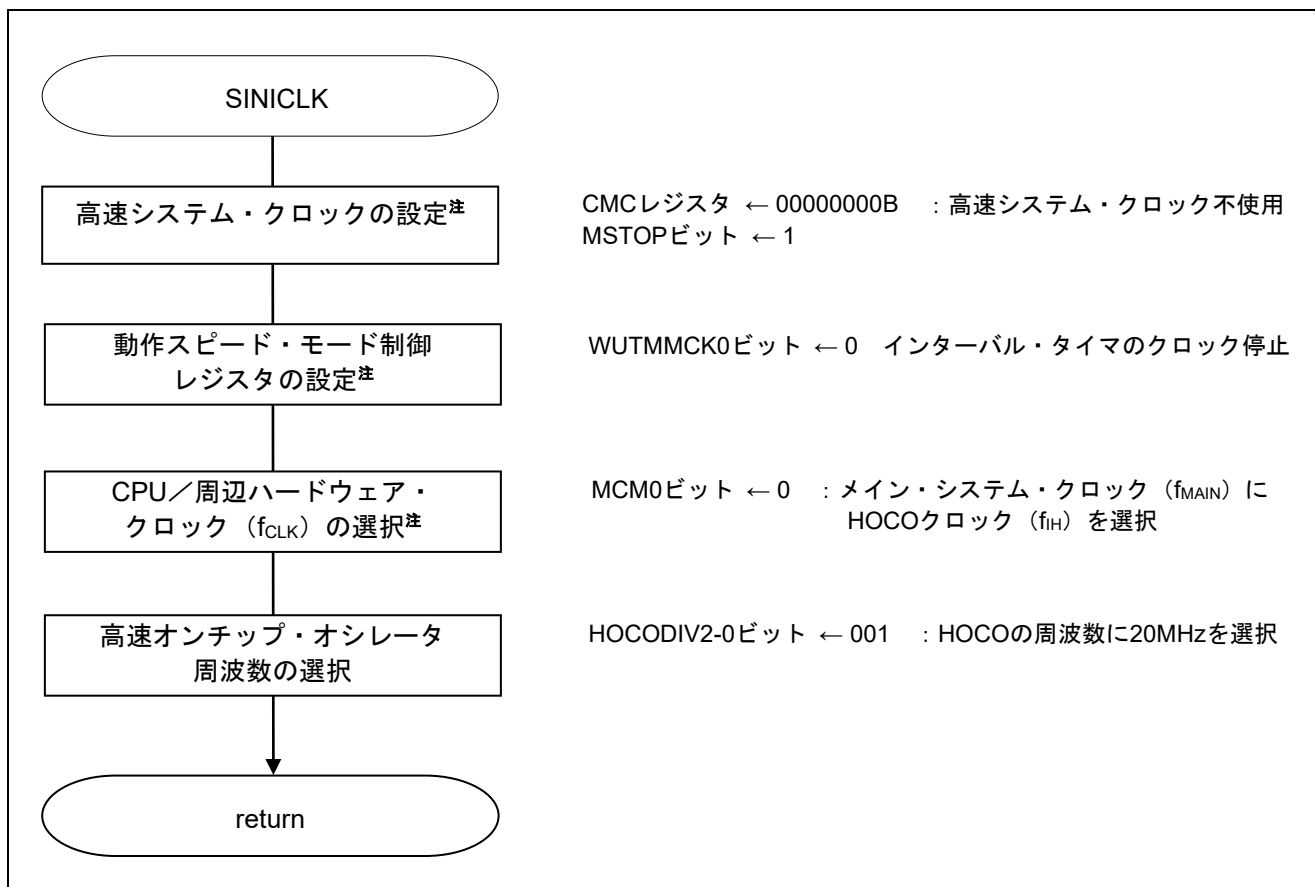 SINICLK
高速システム・クロックの設定注
CMCレジスタ ← 00000000B ：高速システム・クロック不使用
MSTOPビット ← 1
動作スピード・モード制御
レジスタの設定注
WUTMMCK0ビット ← 0 インターバル・タイマのクロック停止
CPU／周辺ハードウェア・
クロック（fCLK）の選択注
MCM0ビット ← 0 ：メイン・システム・クロック（fMAIN）に
HOCOクロック（fIH）を選択
高速オンチップ・オシレータ
周波数の選択
HOCODIV2-0ビット ← 001 ：HOCOの周波数に20MHzを選択
return